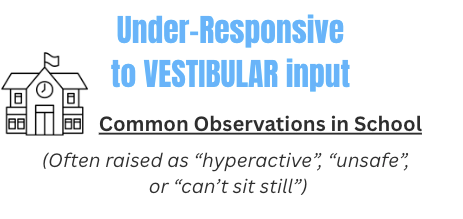 Under-Responsive
to VESTIBULAR input
Common Observations in School
(Often raised as “hyperactive”, “unsafe”,
or “can’t sit still”)